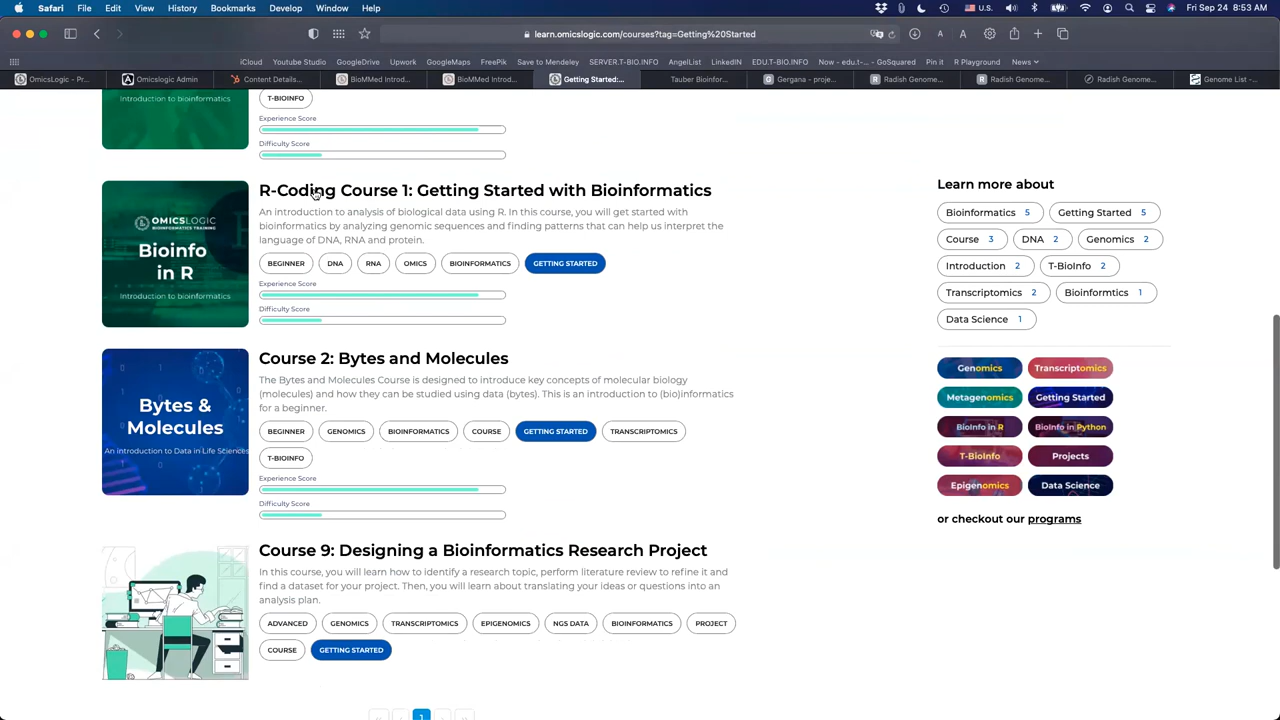 Safari File Edit View History Bookmarks Develop Window Help
U.S. Fri Sep 24 8:53 AM
learn.omicslogic.com/courses?tag=Getting%20Started
iCloud Youtube Studio GoogleDrive Upwork GoogleMaps FreePik Save to Mendeley SERVER.T-BIO.INFO AngelList LinkedIN EDU.T-BIO.INFO Now - edu.t-... - GoSquared Pin it R Playground News
OmicsLogic - Pr... Omicslogic Admin Content Details... BioMMed Introd... BioMMed Introd... Getting Started:... Tauber Bioinfor... Gergana - proje... Radish Genome... Radish Genome... Radish Genome... Genome List -...
Introduction to bioinformatics
T-BIOINFO
Experience Score
Difficulty Score
OMICSLOGIC
BIOINFORMATICS TRAINING
Bioinfo
in R
Introduction to bioinformatics
R-Coding Course 1: Getting Started with Bioinformatics
An introduction to analysis of biological data using R. In this course, you will get started with
bioinformatics by analyzing genomic sequences and finding patterns that can help us interpret the
language of DNA, RNA and protein.
BEGINNER DNA RNA OMICS BIOINFORMATICS GETTING STARTED
Experience Score
Difficulty Score
Bytes &
Molecules
An introduction to Data in Life Sciences
Course 2: Bytes and Molecules
The Bytes and Molecules Course is designed to introduce key concepts of molecular biology
(molecules) and how they can be studied using data (bytes). This is an introduction to (bio)informatics
for a beginner.
BEGINNER GENOMICS BIOINFORMATICS COURSE GETTING STARTED TRANSCRIPTOMICS
T-BIOINFO
Experience Score
Difficulty Score
Course 9: Designing a Bioinformatics Research Project
In this course, you will learn how to identify a research topic, perform literature review to refine it and
find a dataset for your project. Then, you will learn about translating your ideas or questions into an
analysis plan.
ADVANCED GENOMICS TRANSCRIPTOMICS EPIGENOMICS NGS DATA BIOINFORMATICS PROJECT
COURSE GETTING STARTED
« ‹ 1 › »
Learn more about
Bioinformatics 5 Getting Started 5
Course 3 DNA 2 Genomics 2
Introduction 2 T-BioInfo 2
Transcriptomics 2 Bioinformtics 1
Data Science 1
Genomics Transcriptomics
Metagenomics Getting Started
BioInfo in R BioInfo in Python
T-BioInfo Projects
Epigenomics Data Science
or checkout our programs